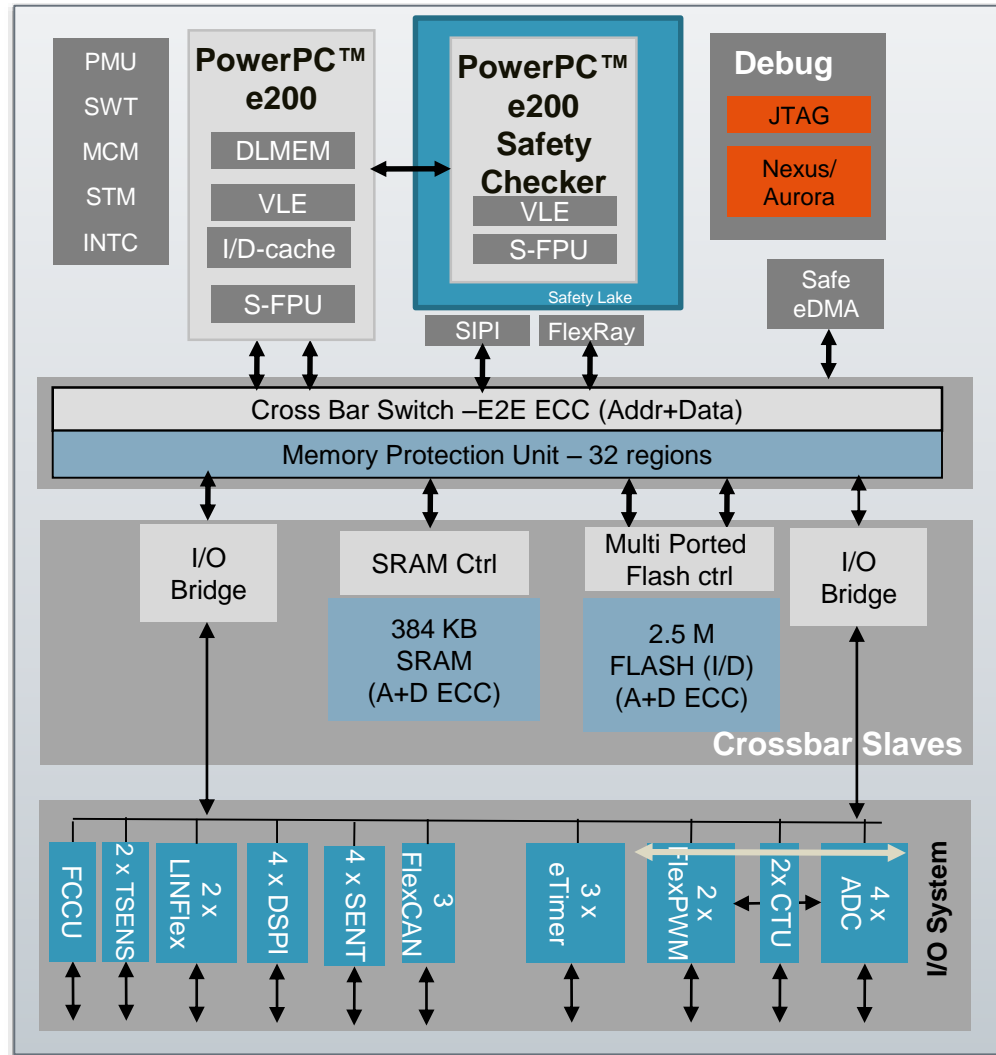 PMU
SWT
MCM
STM
INTC
PowerPC™
e200
DLMEM
VLE
I/D-cache
S-FPU
PowerPC™
e200
Safety
Checker
VLE
S-FPU
Safety Lake
Debug
JTAG
Nexus/
Aurora
SIPI
FlexRay
Safe
eDMA
Cross Bar Switch –E2E ECC (Addr+Data)
Memory Protection Unit – 32 regions
I/O
Bridge
SRAM Ctrl
384 KB
SRAM
(A+D ECC)
Multi Ported
Flash ctrl
2.5 M
FLASH (I/D)
(A+D ECC)
I/O
Bridge
Crossbar Slaves
FCCU
2 x TSENS
2 x
LINFlex
4 x DSPI
4 x SENT
3
FlexCAN
3 x
eTimer
2 x
FlexPWM
2x CTU
4 x
ADC
I/O System